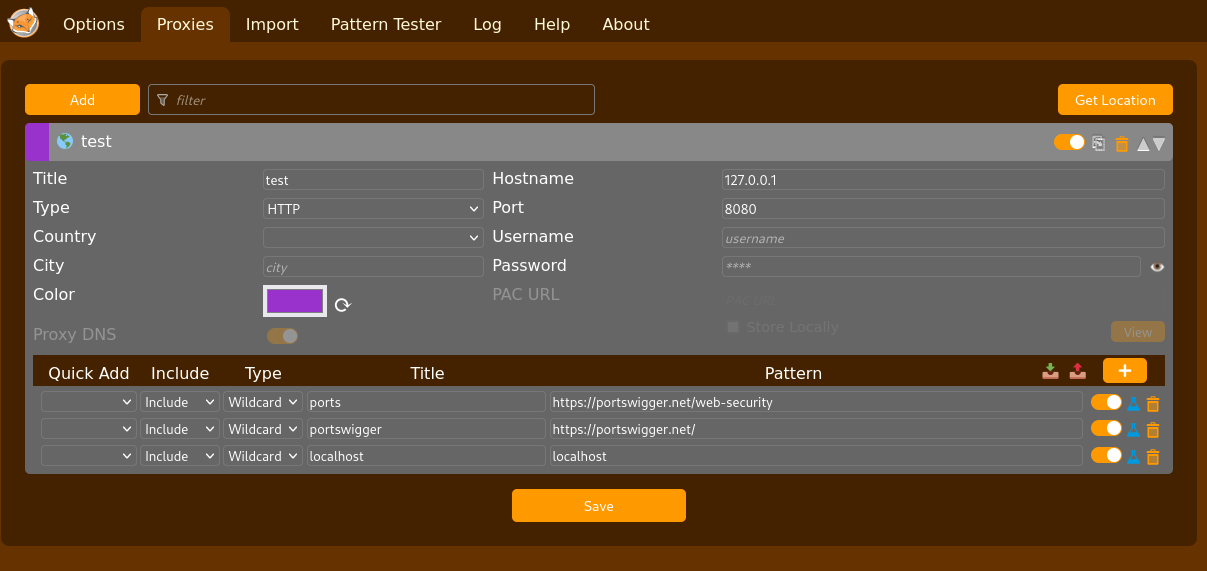 Options Proxies Import Pattern Tester Log Help About
Add filter Get Location
test
Title test Hostname 127.0.0.1
Type HTTP Port 8080
Country Username username
City city Password ****
Color PAC URL PAC URL
Store Locally View
Proxy DNS
Quick Add Include Type Title Pattern +
Include Wildcard ports https://portswigger.net/web-security
Include Wildcard portswigger https://portswigger.net/
Include Wildcard localhost localhost
Save